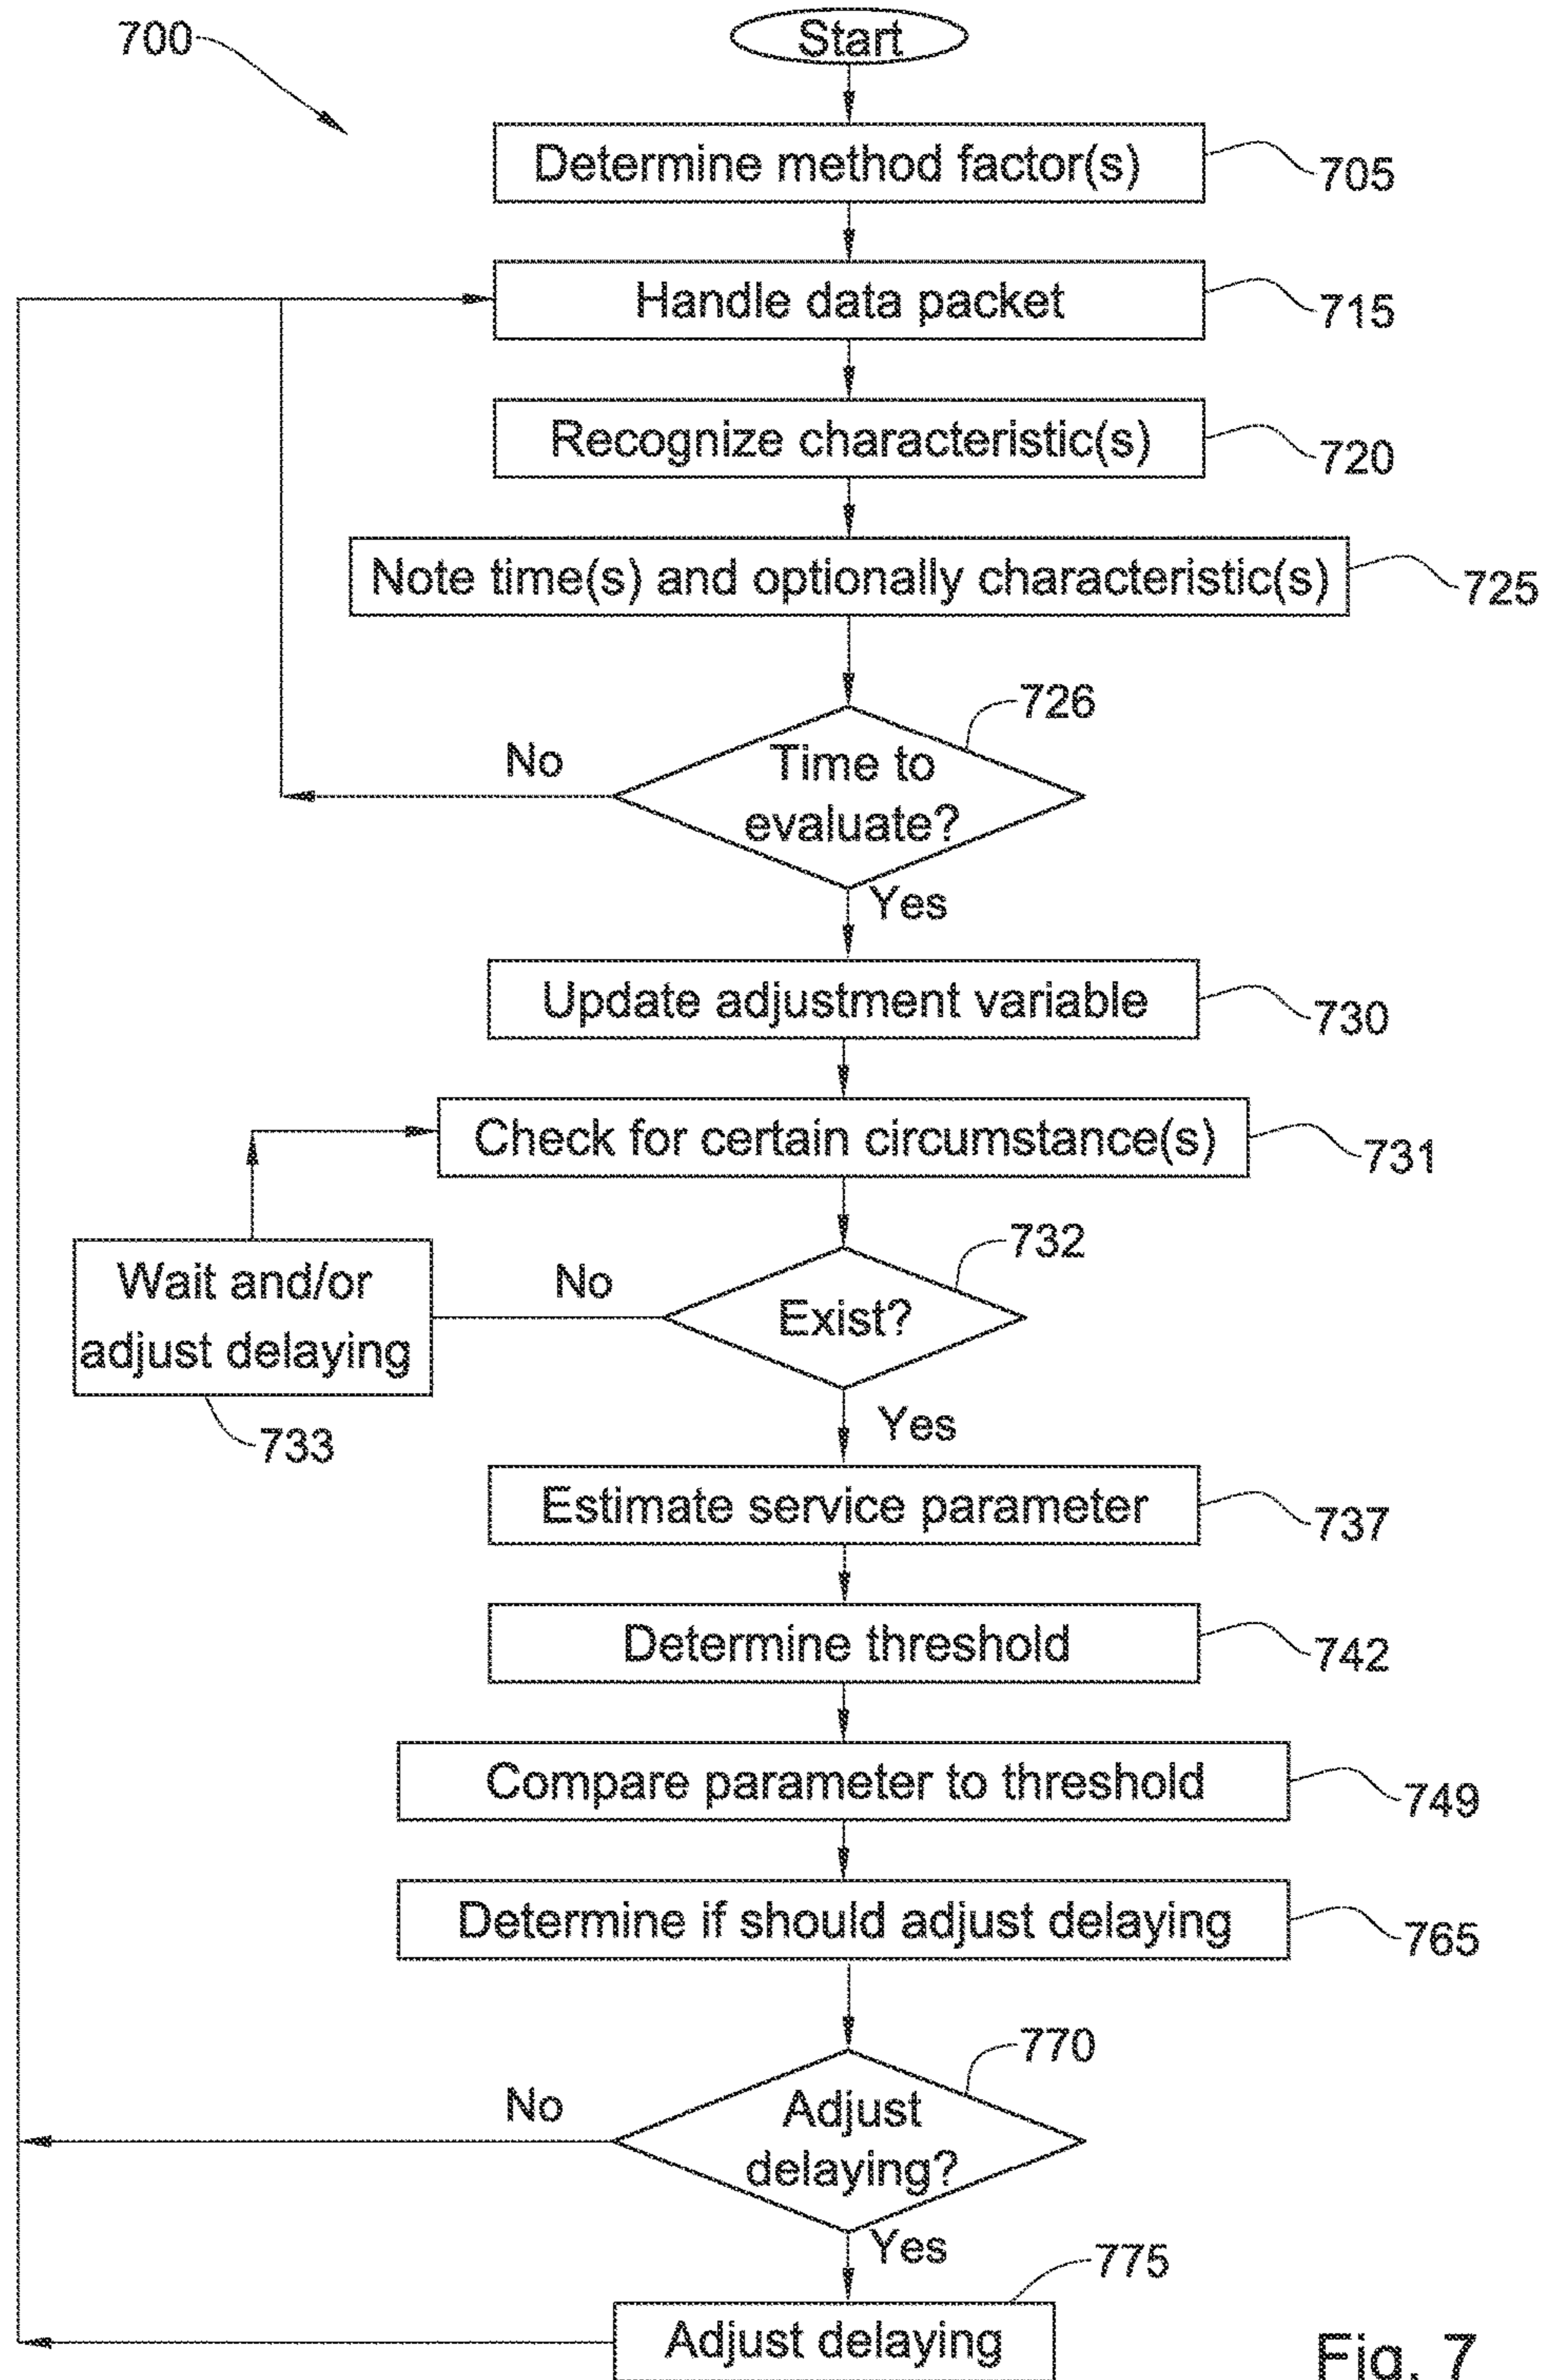 700
Start
Determine method factor(s)
705
Handle data packet
715
Recognize characteristic(s)
720
Note time(s) and optionally characteristic(s)
725
726
Time to
evaluate?
No
Yes
Update adjustment variable
730
Check for certain circumstance(s)
731
732
Exist?
No
Wait and/or
adjust delaying
733
Yes
Estimate service parameter
737
Determine threshold
742
Compare parameter to threshold
749
Determine if should adjust delaying
765
770
Adjust
delaying?
No
Yes
775
Adjust delaying
Fig. 7